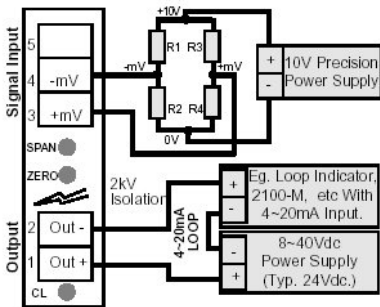 Signal Input
5
4
-mV
3
+mV
SPAN
ZERO
Output
2
Out -
1
Out +
CL
+10V
R1
R3
-mV
+mV
R2
R4
0V
+
-
10V Precision
Power Supply
2kV
Isolation
4~20mA
LOOP
+
-
Eg. Loop Indicator,
2100-M, etc With
4~20mA Input.
-
+
8~40Vdc
Power Supply
(Typ. 24Vdc.)